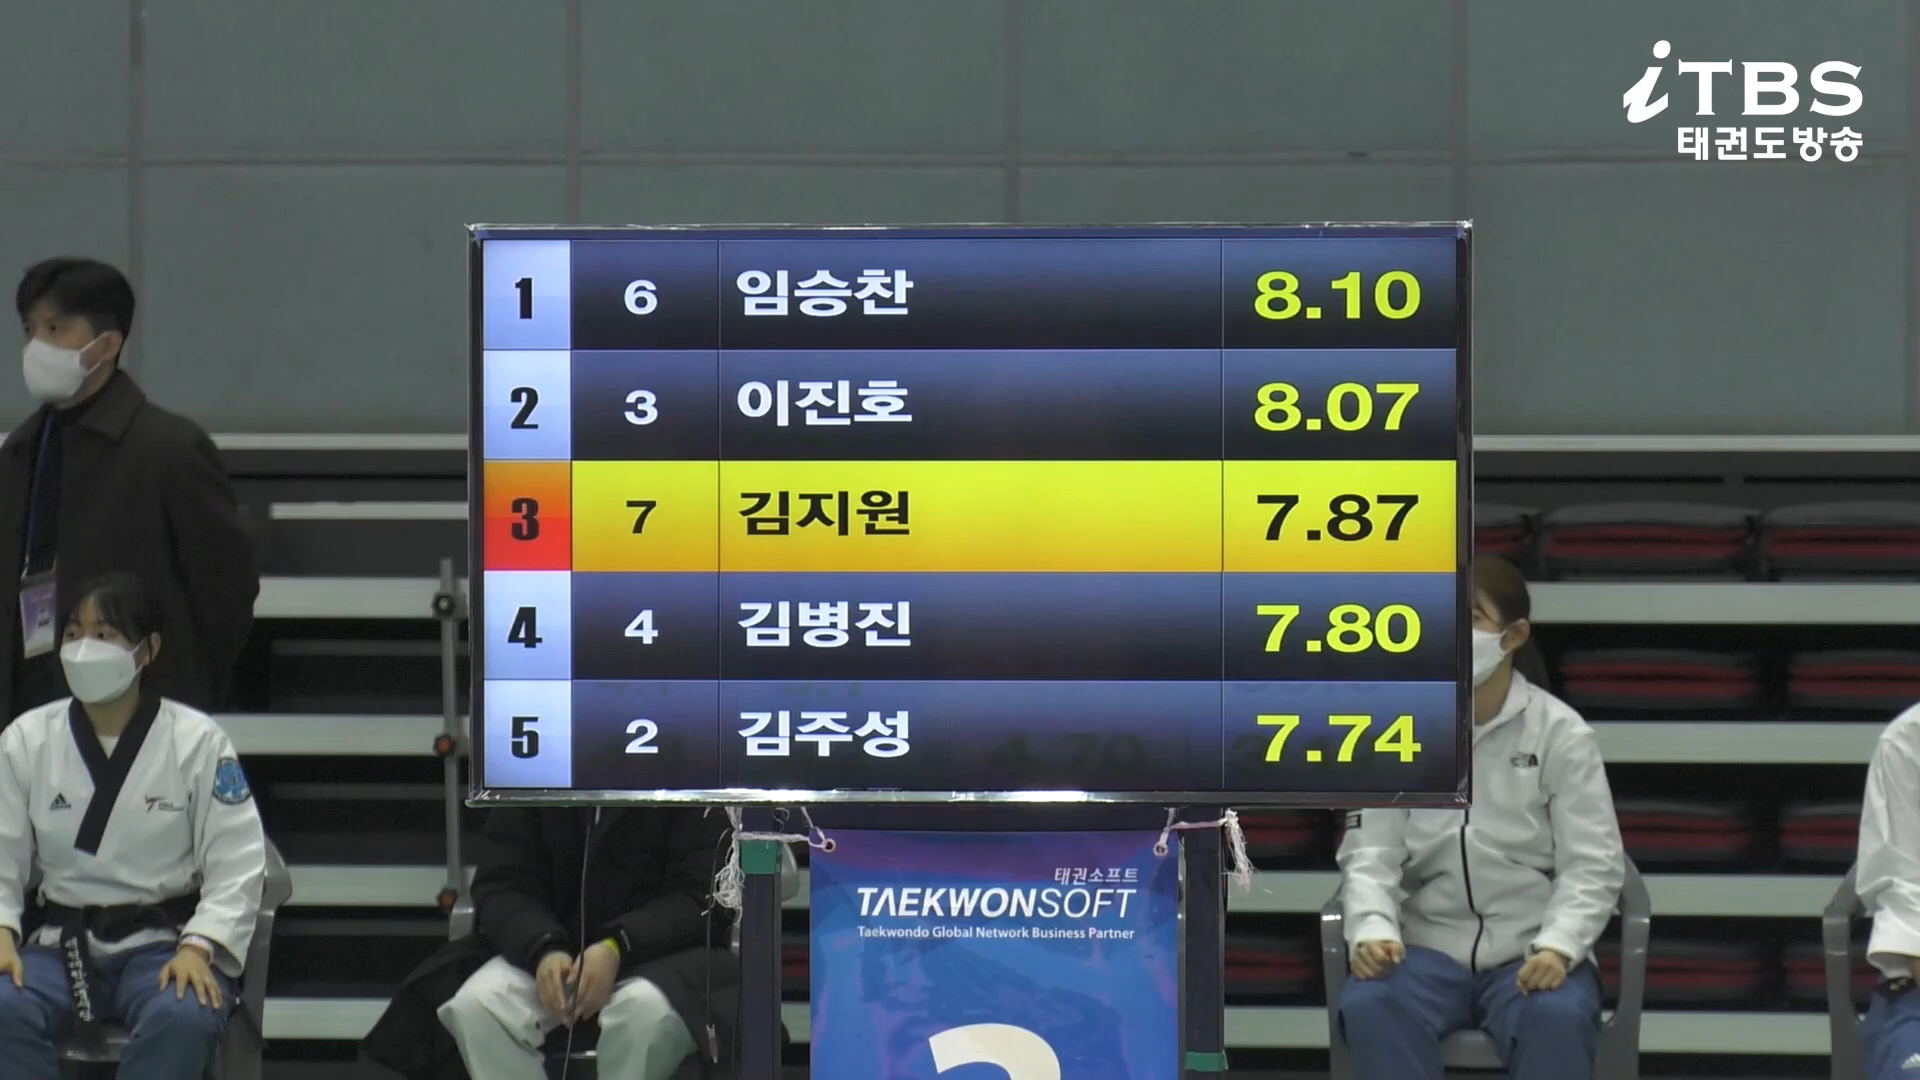 iTBS
태권도방송
1 6 임승찬 8.10
2 3 이진호 8.07
3 7 김지원 7.87
4 4 김병진 7.80
5 2 김주성 7.74
태권소프트
TAEKWONSOFT
Taekwondo Global Network Business Partner